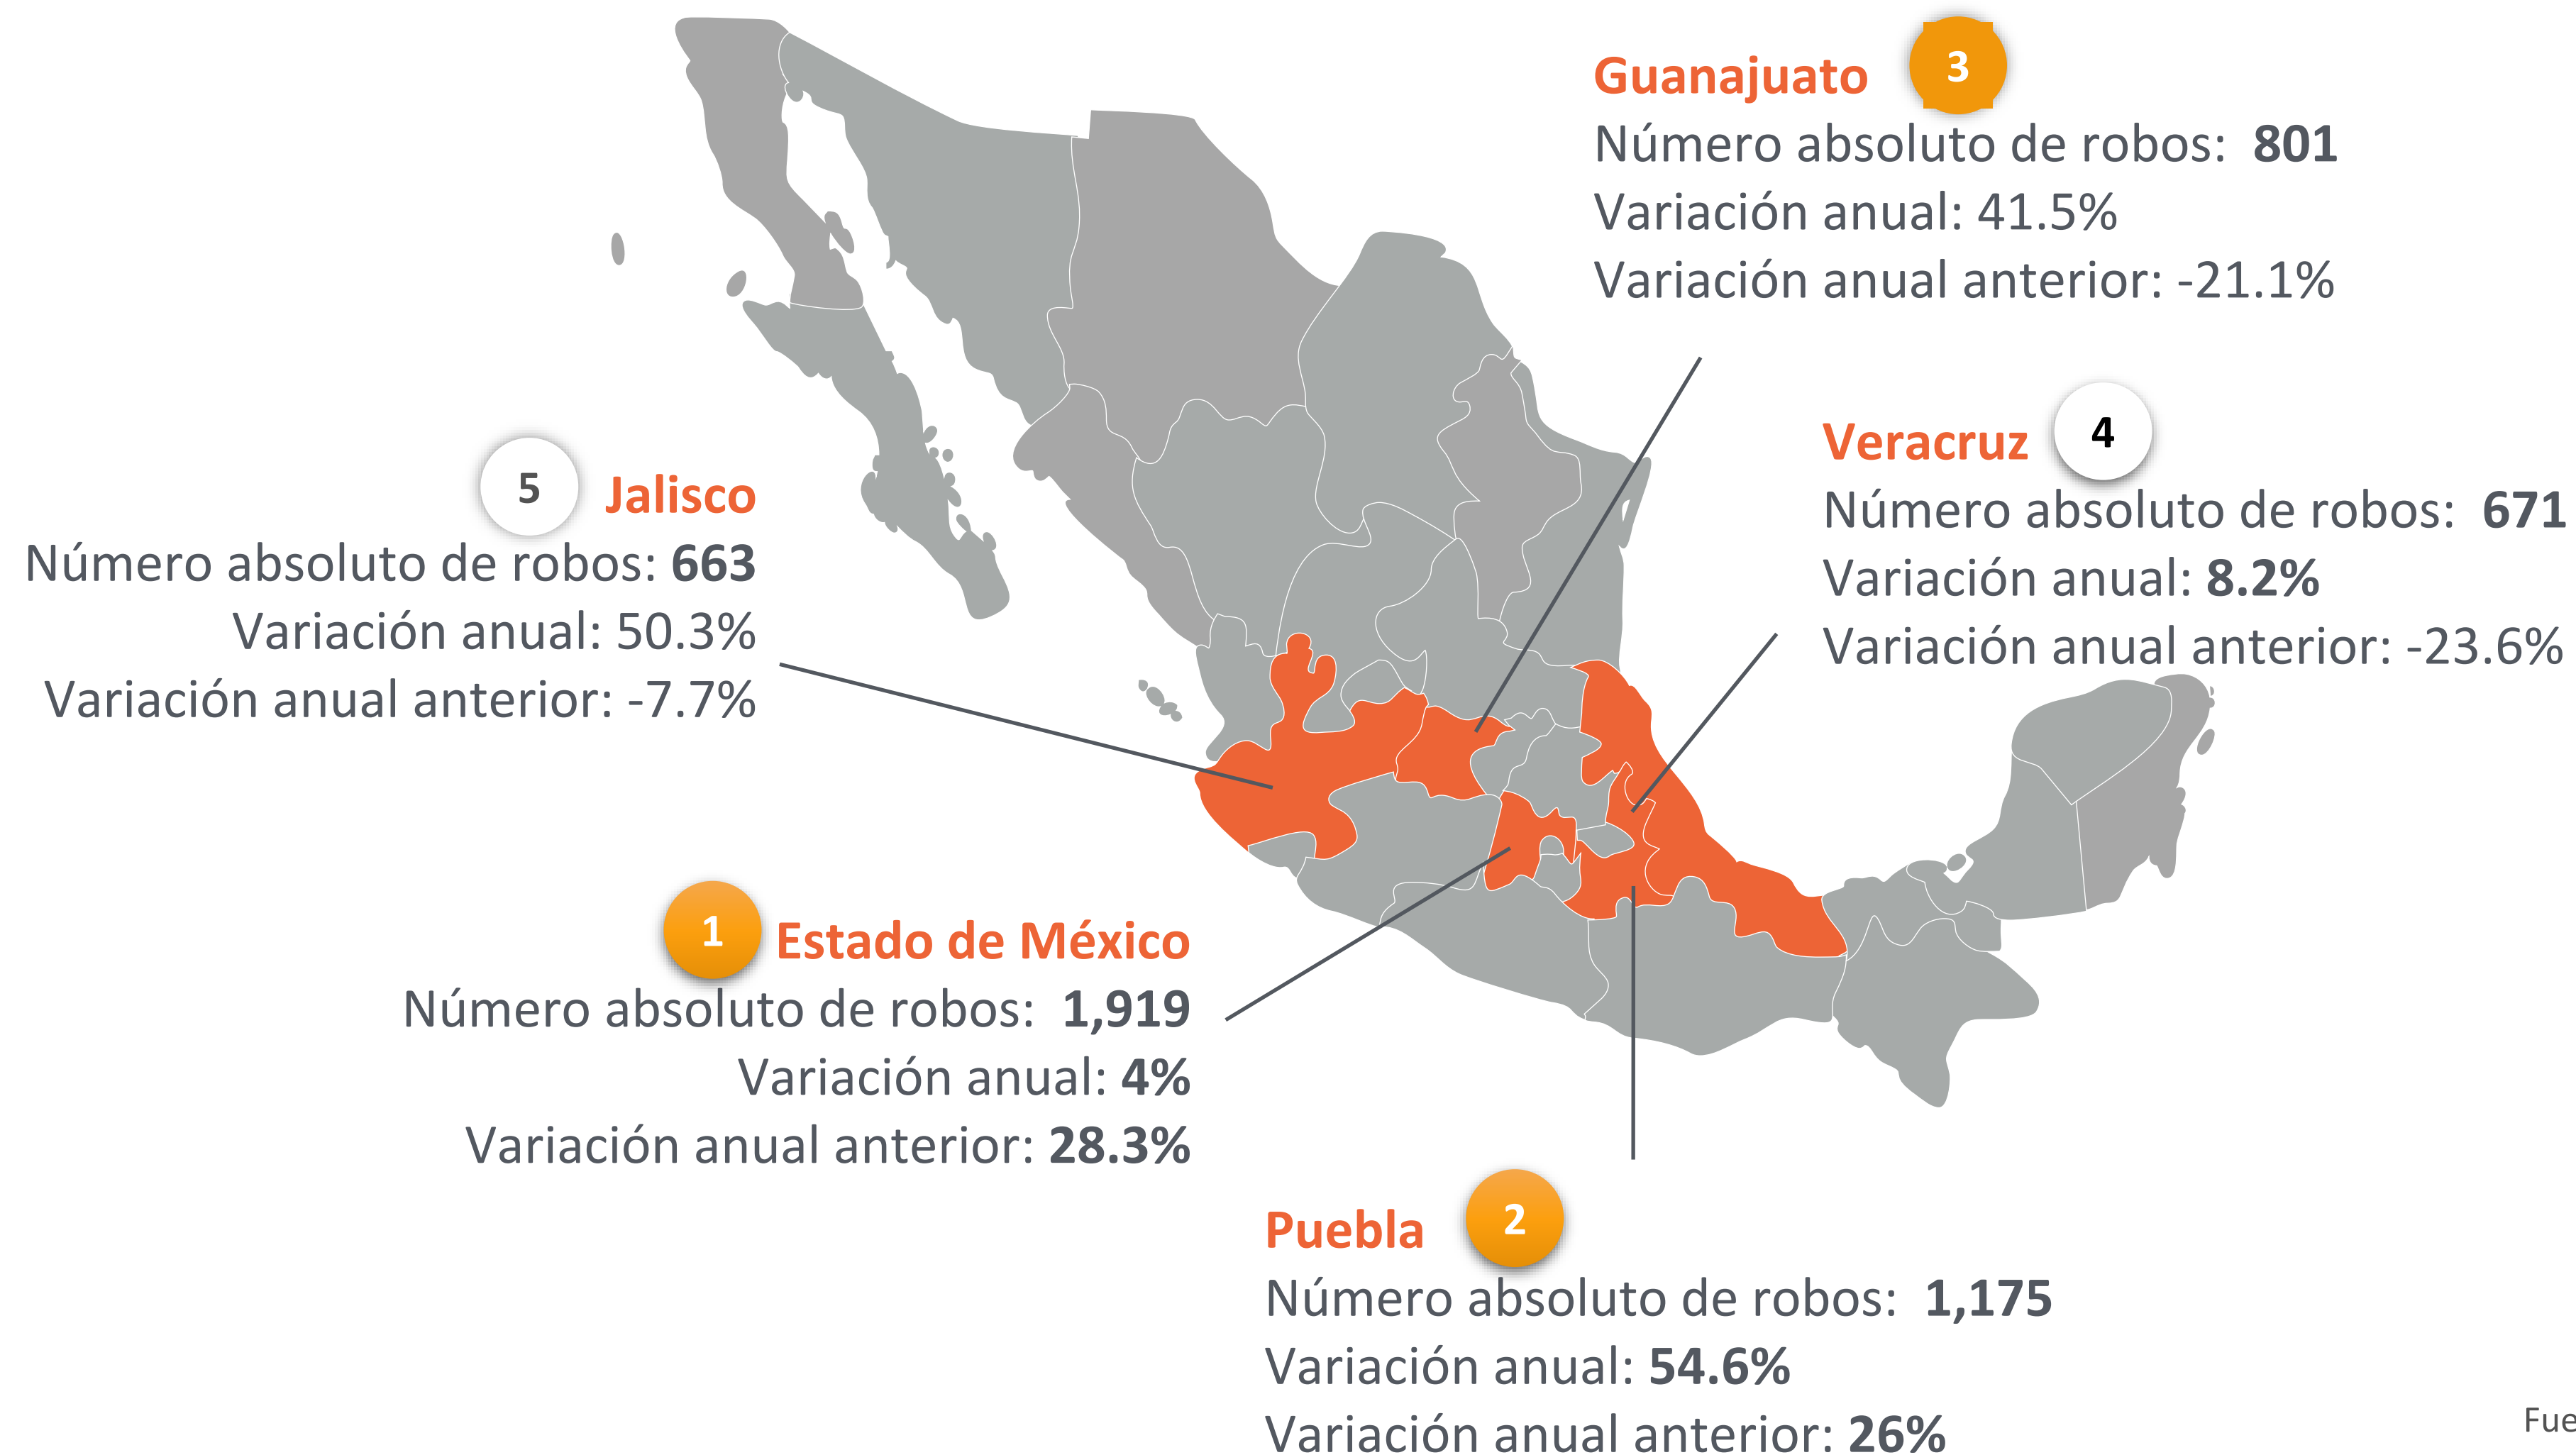 Guanajuato 3
Número absoluto de robos: 801
Variación anual: 41.5%
Variación anual anterior: -21.1%
Veracruz 4
Número absoluto de robos: 671
Variación anual: 8.2%
Variación anual anterior: -23.6%
5 Jalisco
Número absoluto de robos: 663
Variación anual: 50.3%
Variación anual anterior: -7.7%
1 Estado de México
Número absoluto de robos: 1,919
Variación anual: 4%
Variación anual anterior: 28.3%
Puebla 2
Número absoluto de robos: 1,175
Variación anual: 54.6%
Variación anual anterior: 26%
Fue